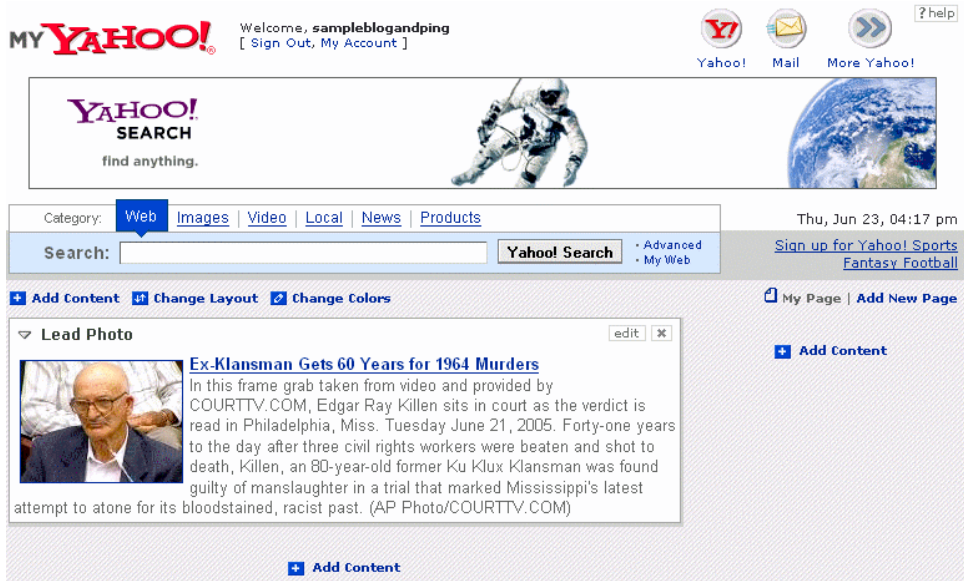 MY YAHOO!®
Welcome, sampleblogandping
[ Sign Out, My Account ]
Yahoo!
Mail
More Yahoo!
? help
YAHOO!
SEARCH
find anything.
Category: Web Images | Video | Local | News | Products
Thu, Jun 23, 04:17 pm
Search: Yahoo! Search · Advanced
· My Web
Sign up for Yahoo! Sports
Fantasy Football
Add Content Change Layout Change Colors
My Page | Add New Page
Lead Photo edit
Add Content
Ex-Klansman Gets 60 Years for 1964 Murders
In this frame grab taken from video and provided by
COURTTV.COM, Edgar Ray Killen sits in court as the verdict is
read in Philadelphia, Miss. Tuesday June 21, 2005. Forty-one years
to the day after three civil rights workers were beaten and shot to
death, Killen, an 80-year-old former Ku Klux Klansman was found
guilty of manslaughter in a trial that marked Mississippi's latest
attempt to atone for its bloodstained, racist past. (AP Photo/COURTTV.COM)
Add Content